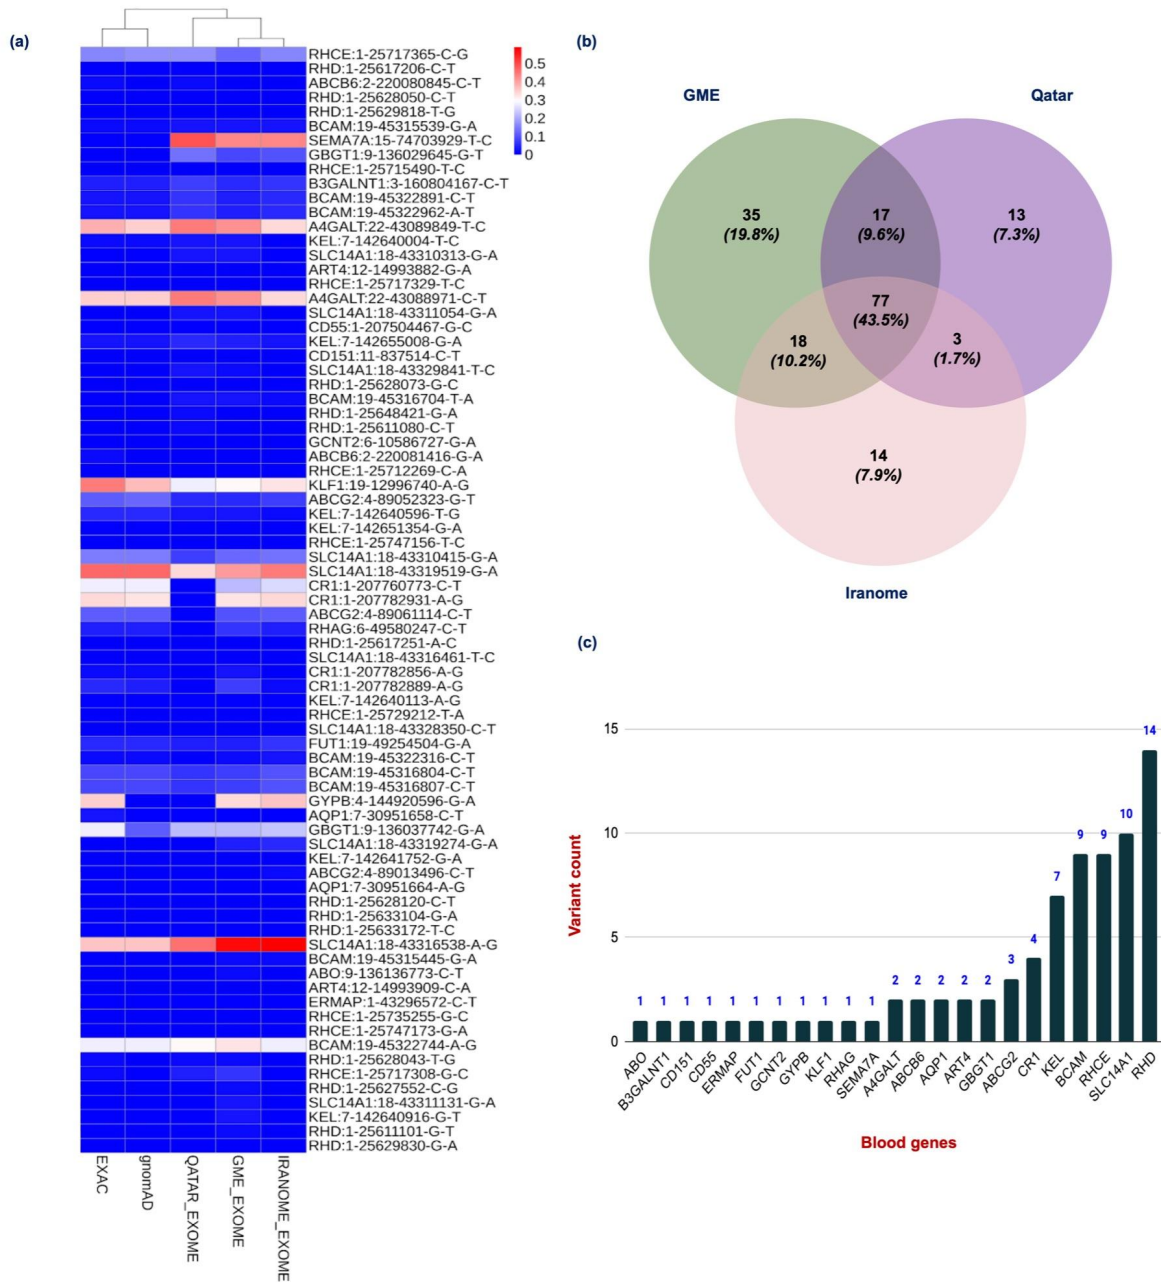 (a)
RHCE:1-25717365-C-G
RHD:1-25617206-C-T
ABCB6:2-220080845-C-T
RHD:1-25628050-C-T
RHD:1-25629818-T-G
BCAM:19-45315539-G-A
SEMA7A:15-74703929-T-C
GBGT1:9-136029645-G-T
RHCE:1-25715490-T-C
B3GALNT1:3-160804167-C-T
BCAM:19-45322891-C-T
BCAM:19-45322962-A-T
A4GALT:22-43089849-T-C
KEL:7-142640004-T-C
SLC14A1:18-43310313-G-A
ART4:12-14993882-G-A
RHCE:1-25717329-T-C
A4GALT:22-43088971-C-T
SLC14A1:18-43311054-G-A
CD55:1-207504467-G-C
KEL:7-142655008-G-A
CD151:11-837514-C-T
SLC14A1:18-43329841-T-C
RHD:1-25628073-G-C
BCAM:19-45316704-T-A
RHD:1-25648421-G-A
RHD:1-25611080-C-T
GCNT2:6-10586727-G-A
ABCB6:2-220081416-G-A
RHCE:1-25712269-C-A
KLF1:19-12996740-A-G
ABCG2:4-89052323-G-T
KEL:7-142640596-T-G
KEL:7-142651354-G-A
RHCE:1-25747156-T-C
SLC14A1:18-43310415-G-A
SLC14A1:18-43319519-G-A
CR1:1-207760773-C-T
CR1:1-207782931-A-G
ABCG2:4-89061114-C-T
RHAG:6-49580247-C-T
RHD:1-25617251-A-C
SLC14A1:18-43316461-T-C
CR1:1-207782856-A-G
CR1:1-207782889-A-G
KEL:7-142640113-A-G
RHCE:1-25729212-T-A
SLC14A1:18-43328350-C-T
FUT1:19-49254504-G-A
BCAM:19-45322316-C-T
BCAM:19-45316804-C-T
BCAM:19-45316807-C-T
GYPB:4-144920596-G-A
AQP1:7-30951658-C-T
GBGT1:9-136037742-G-A
SLC14A1:18-43319274-G-A
KEL:7-142641752-G-A
ABCG2:4-89013496-C-T
AQP1:7-30951664-A-G
RHD:1-25628120-C-T
RHD:1-25633104-G-A
RHD:1-25633172-T-C
SLC14A1:18-43316538-A-G
BCAM:19-45315445-G-A
ABO:9-136136773-C-T
ART4:12-14993909-C-A
ERMAP:1-43296572-C-T
RHCE:1-25735255-G-C
RHCE:1-25747173-G-A
BCAM:19-45322744-A-G
RHD:1-25628043-T-G
RHCE:1-25717308-G-C
RHD:1-25627552-C-G
SLC14A1:18-43311131-G-A
KEL:7-142640916-G-T
RHD:1-25611101-G-T
RHD:1-25629830-G-A
EXAC
gnomAD
QATAR_EXOME
GME_EXOME
IRANOME_EXOME
0.5
0.4
0.3
0.2
0.1
0
(b)
GME
Qatar
35
(19.8%)
17
(9.6%)
13
(7.3%)
77
(43.5%)
18
(10.2%)
3
(1.7%)
14
(7.9%)
Iranome
(c)
Variant count
15
10
5
0
1
1
1
1
1
1
1
1
1
1
1
2
2
2
2
2
3
4
7
9
9
10
14
ABO
B3GALNT1
CD151
CD55
ERMAP
FUT1
GCNT2
GYPB
KLF1
RHAG
SEMA7A
A4GALT
ABCB6
AQP1
ART4
GBGT1
ABCG2
CR1
KEL
BCAM
RHCE
SLC14A1
RHD
Blood genes